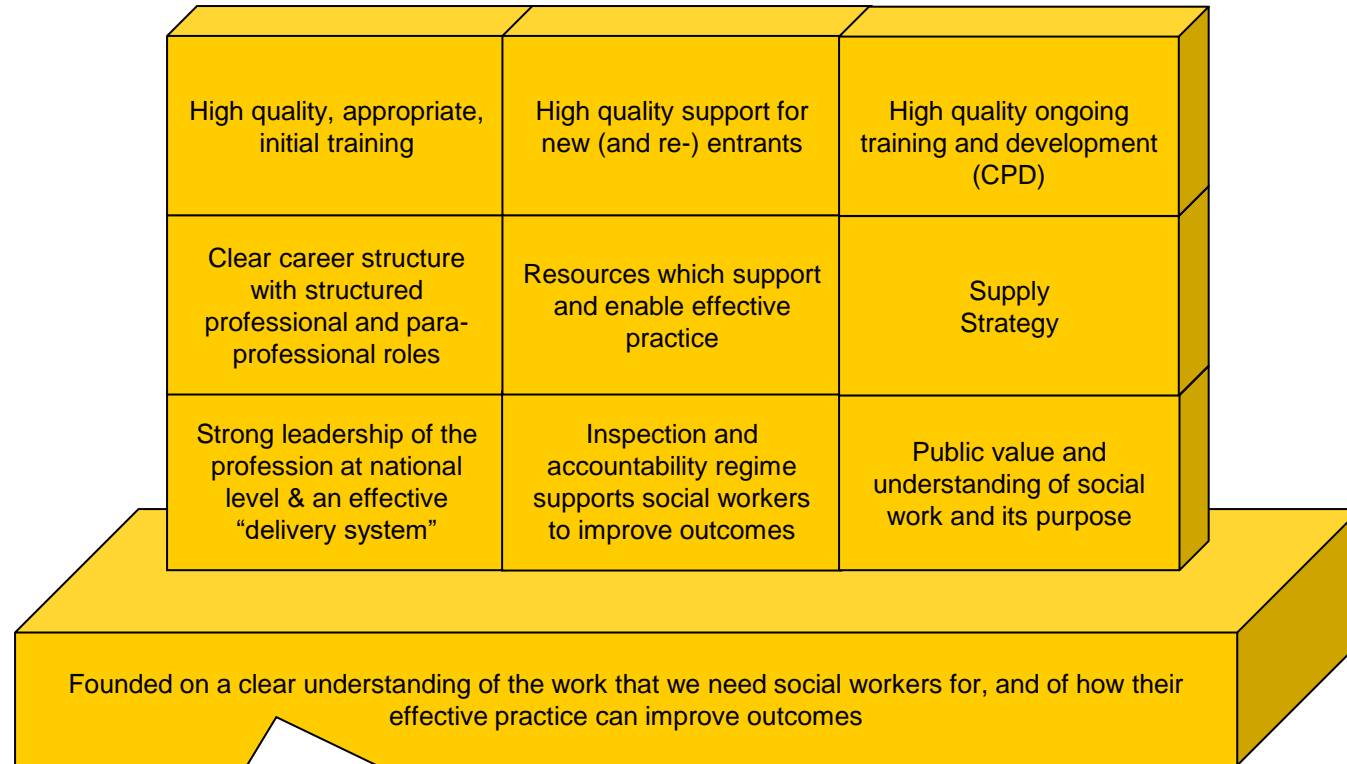 High quality, appropriate,
initial training
High quality support for
new (and re-) entrants
High quality ongoing
training and development
(CPD)
Clear career structure
with structured
professional and para-
professional roles
Resources which support
and enable effective
practice
Supply
Strategy
Strong leadership of the
profession at national
level & an effective
“delivery system”
Inspection and
accountability regime
supports social workers
to improve outcomes
Public value and
understanding of social
work and its purpose
Founded on a clear understanding of the work that we need social workers for, and of how their
effective practice can improve outcomes